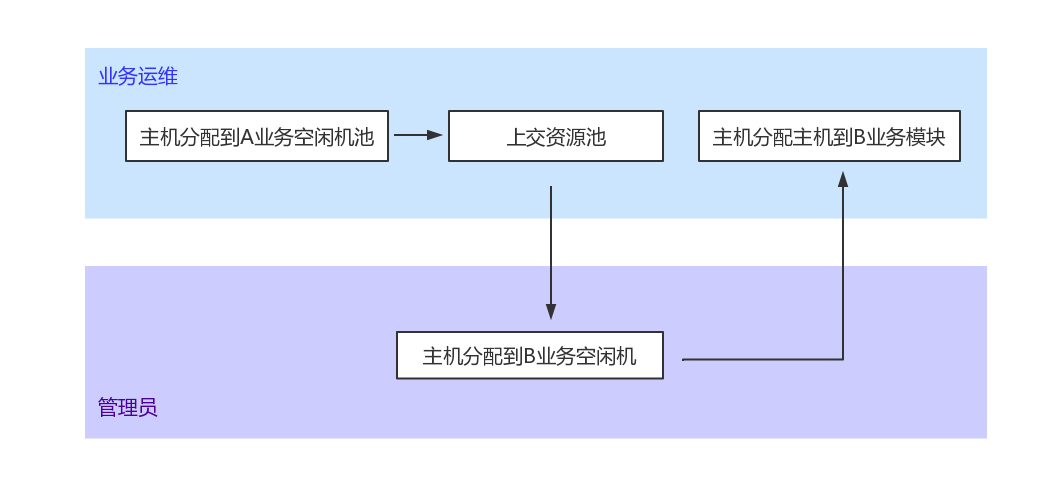 业务运维
主机分配到A业务空闲机池
上交资源池
主机分配主机到B业务模块
主机分配到B业务空闲机
管理员